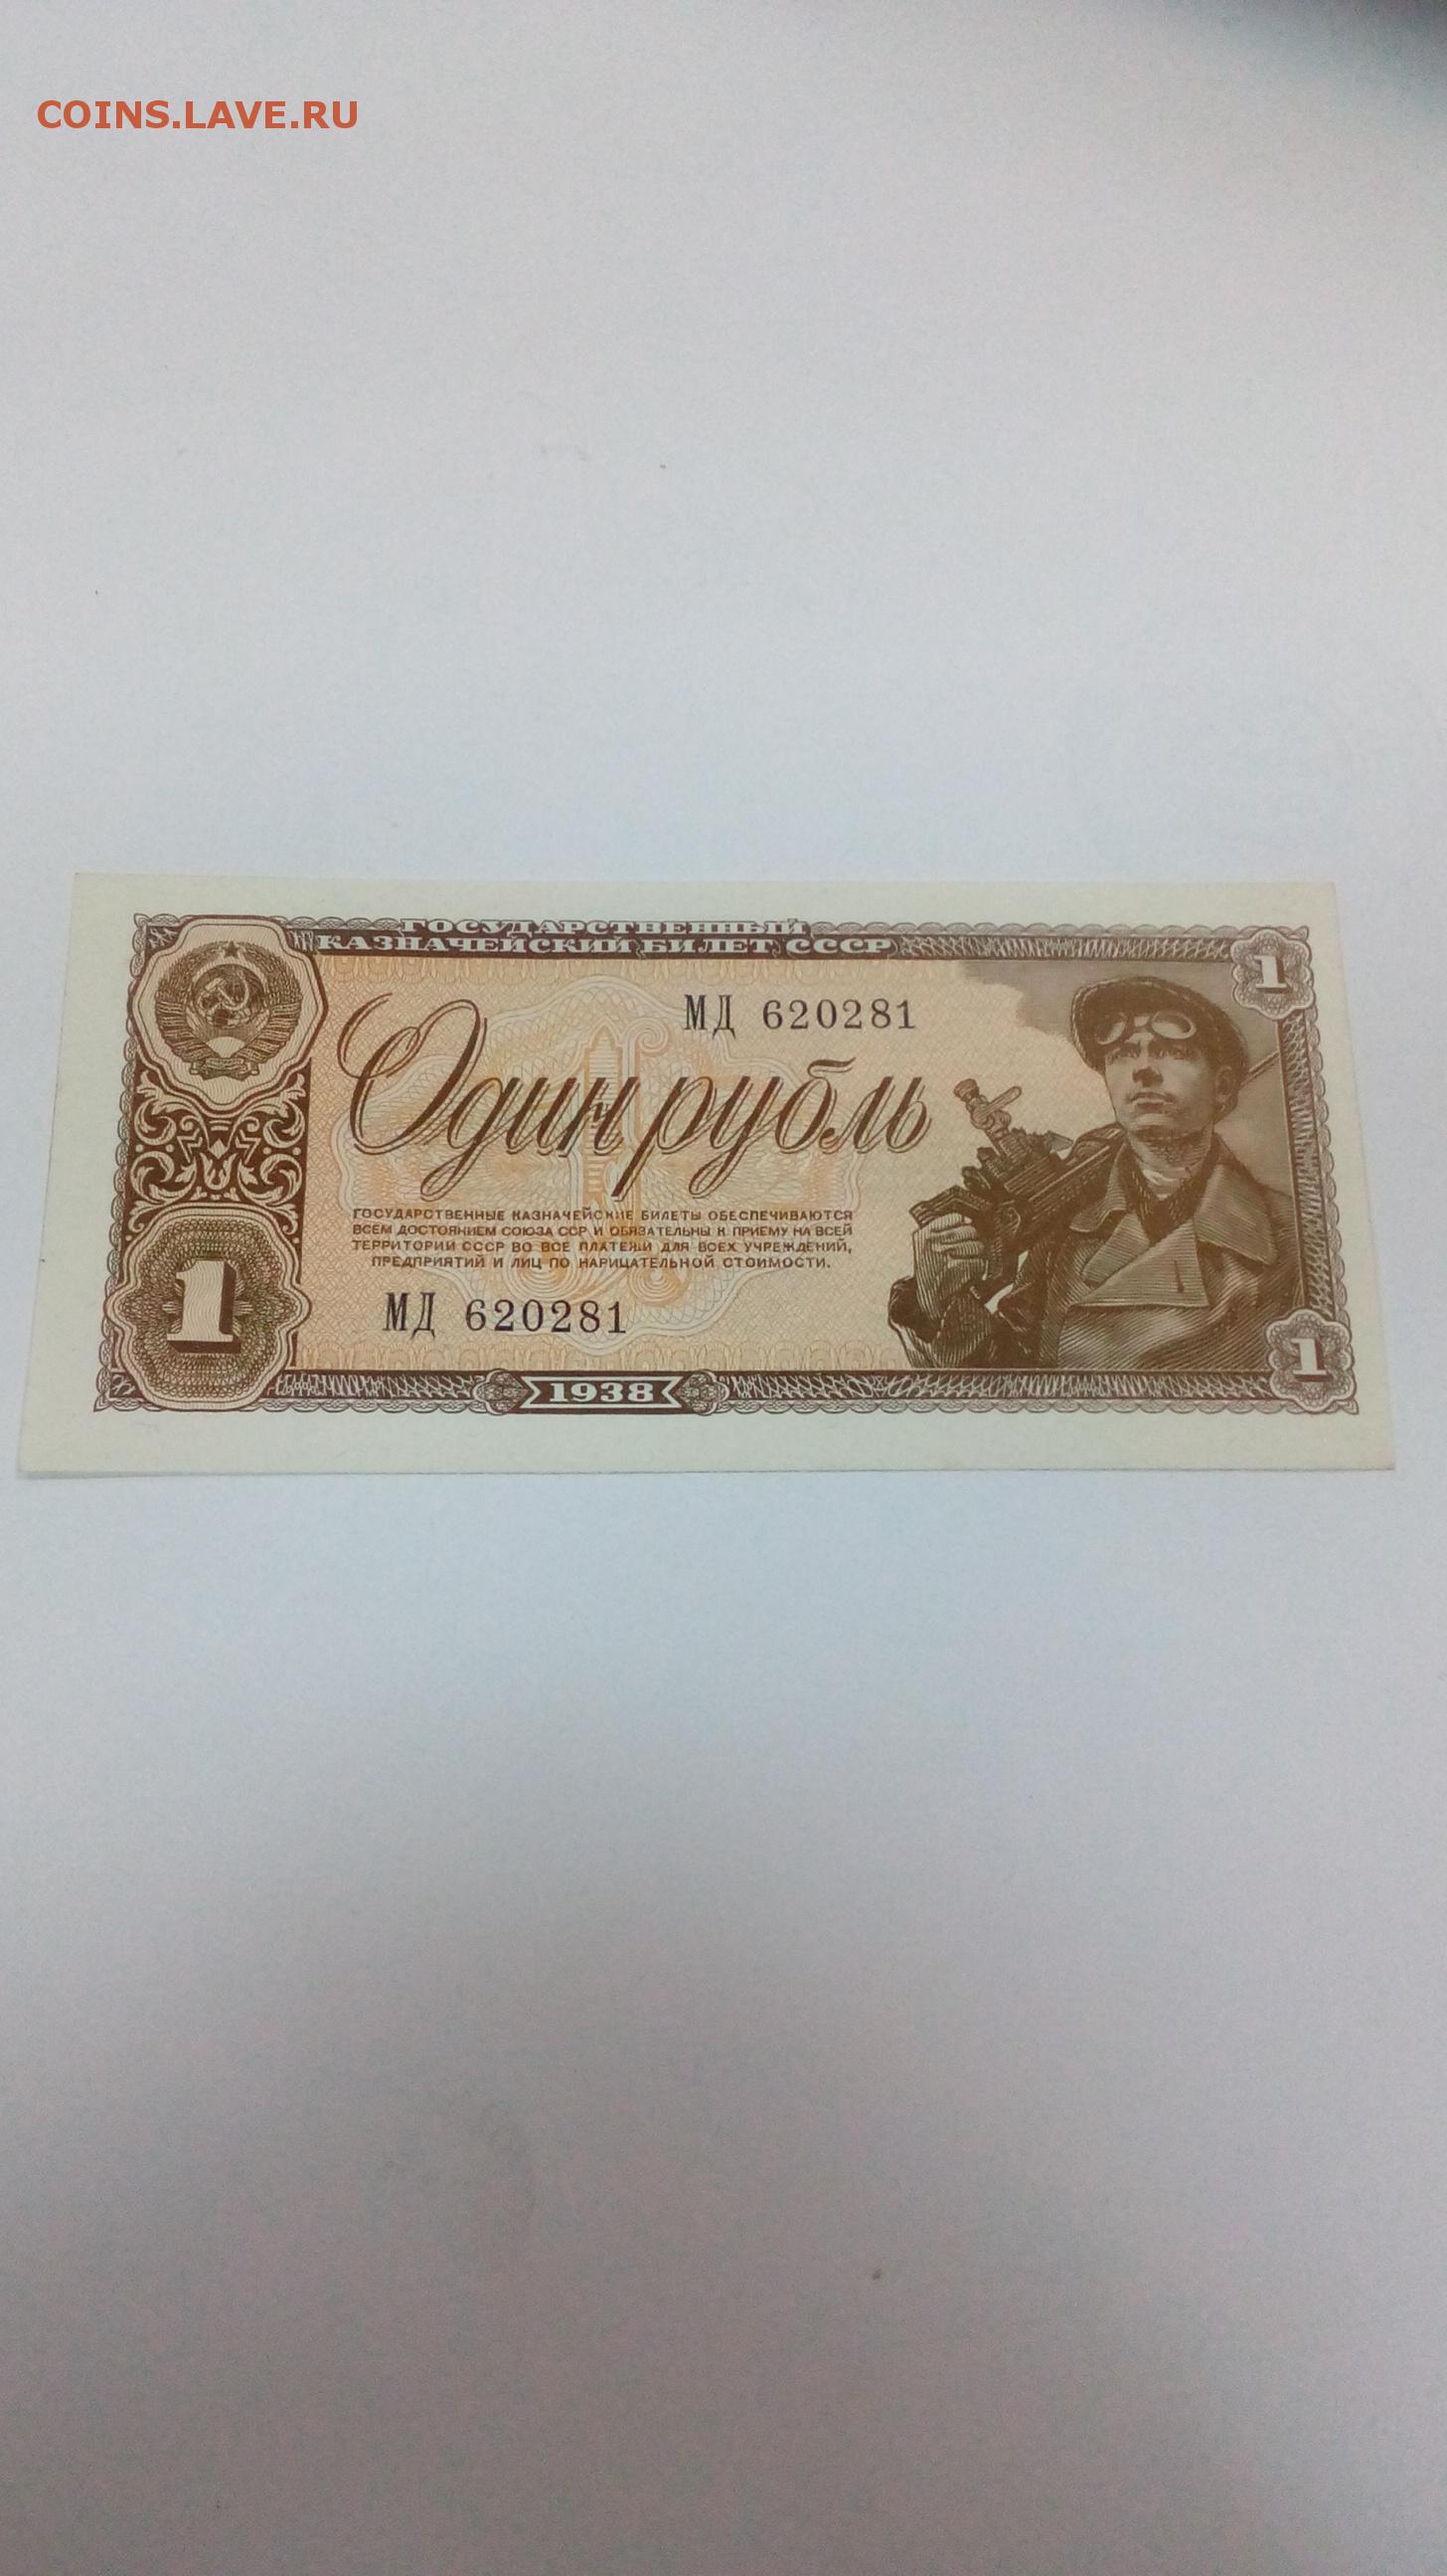 COINS.LAVE.RU
ГОСУДАРСТВЕННЫЙ
КАЗНАЧЕЙСКИЙ БИЛЕТ СССР
1
МД 620281
Один рубль
ГОСУДАРСТВЕННЫЕ КАЗНАЧЕЙСКИЕ БИЛЕТЫ ОБЕСПЕЧИВАЮТСЯ
ВСЕМ ДОСТОЯНИЕМ СОЮЗА ССР И ОБЯЗАТЕЛЬНЫ К ПРИЕМУ НА ВСЕЙ
ТЕРРИТОРИИ СССР ВО ВСЕ ПЛАТЕЖИ ДЛЯ ВСЕХ УЧРЕЖДЕНИЙ,
ПРЕДПРИЯТИЙ И ЛИЦ ПО НАРИЦАТЕЛЬНОЙ СТОИМОСТИ.
1
МД 620281
1
1938